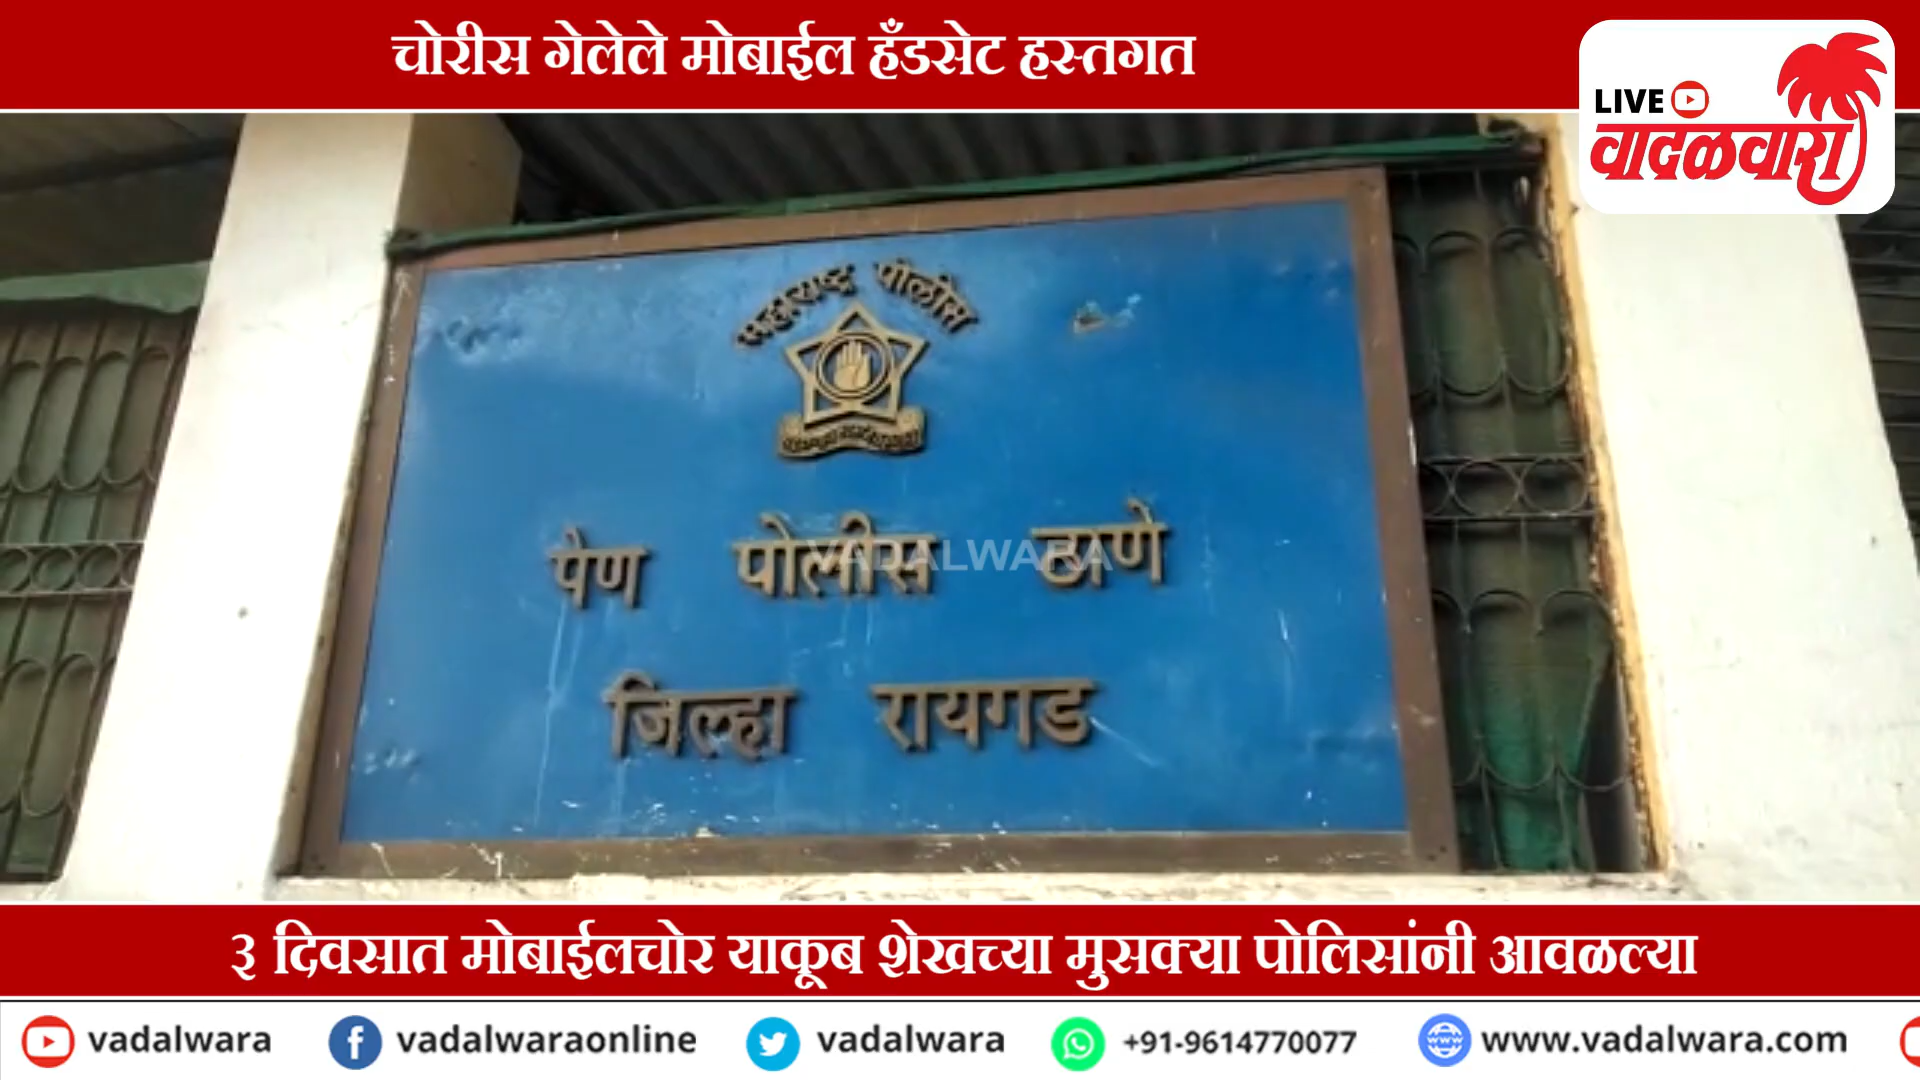 चोरीस गेलेले मोबाईल हँडसेट हस्तगत
LIVE
वादळवारा
महाराष्ट्र पोलीस
पेण पोलीस ठाणे
VADALWARA
जिल्हा रायगड
३ दिवसात मोबाईलचोर याकूब शेखच्या मुसक्या पोलिसांनी आवळल्या
vadalwara vadalwaraonline vadalwara +91-9614770077 www.vadalwara.com